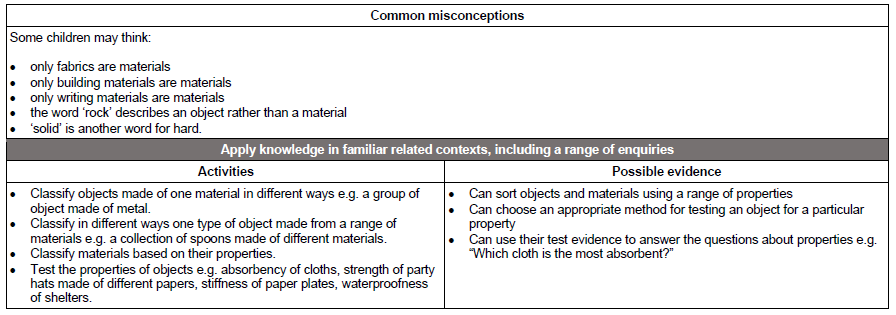 Common misconceptions
Some children may think:
• only fabrics are materials
• only building materials are materials
• only writing materials are materials
• the word ‘rock’ describes an object rather than a material
• ‘solid’ is another word for hard.
Apply knowledge in familiar related contexts, including a range of enquiries
Activities
• Classify objects made of one material in different ways e.g. a group of
object made of metal.
• Classify in different ways one type of object made from a range of
materials e.g. a collection of spoons made of different materials.
• Classify materials based on their properties.
• Test the properties of objects e.g. absorbency of cloths, strength of party
hats made of different papers, stiffness of paper plates, waterproofness
of shelters.
Possible evidence
• Can sort objects and materials using a range of properties
• Can choose an appropriate method for testing an object for a particular
property
• Can use their test evidence to answer the questions about properties e.g.
“Which cloth is the most absorbent?”